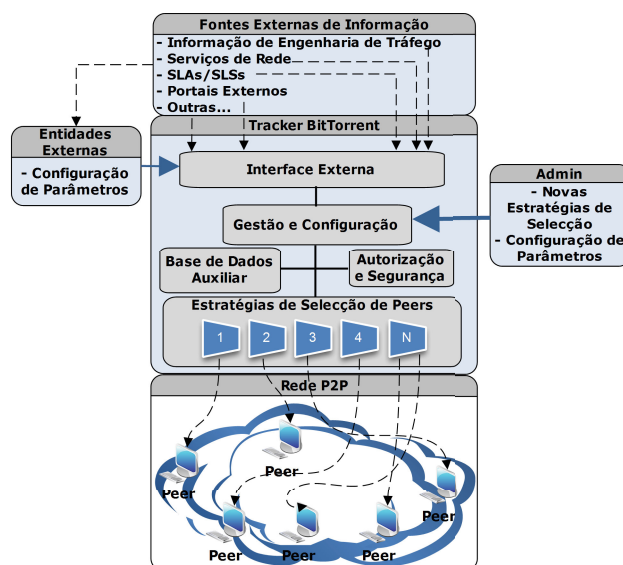 Fontes Externas de Informação
- Informação de Engenharia de Tráfego
- Serviços de Rede
- SLAs/SLSs
- Portais Externos
- Outras...
Entidades
Externas
- Configuração
de Parâmetros
Tracker BitTorrent
Interface Externa
Gestão e Configuração
Admin
- Novas
Estratégias de
Selecção
- Configuração de
Parâmetros
Base de Dados
Auxiliar
Autorização
e Segurança
Estratégias de Selecção de Peers
1 2 3 4 N
Rede P2P
Peer
Peer
Peer
Peer
Peer
Peer